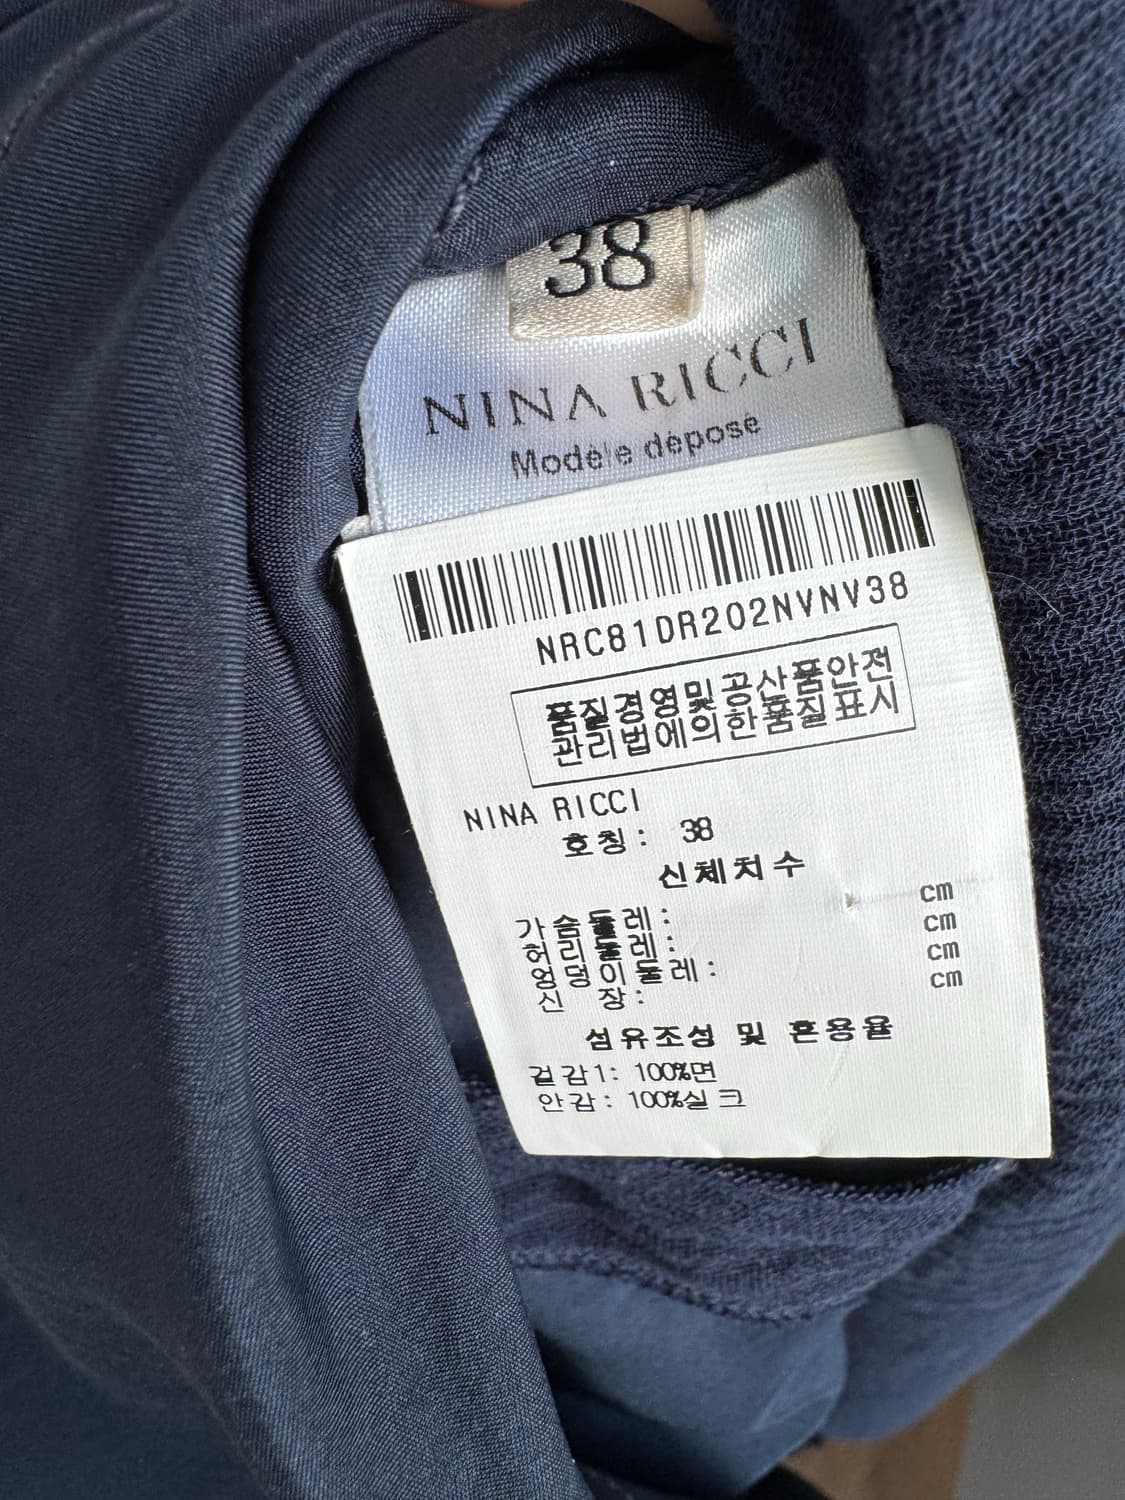 38
NINA RICCI
Modèle déposé
NRC81DR202NVNV38
품질경영및공산품안전
관리법에의한품질표시
NINA RICCI
호칭: 38
신체치수
가슴둘레: cm
허리둘레: cm
엉덩이둘레: cm
신 장: cm
섬유조성 및 혼용율
겉감1: 100%면
안감: 100%실크